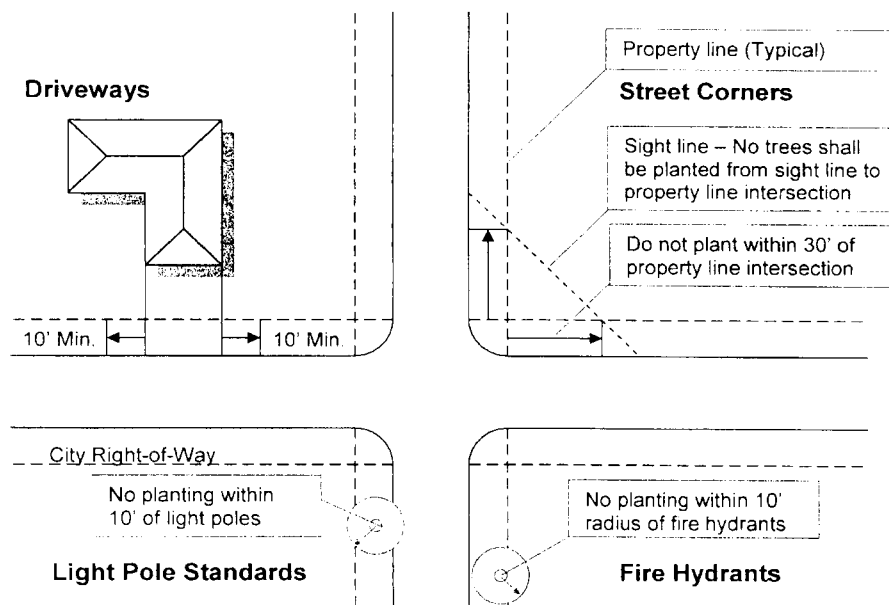 Driveways
10' Min.
10' Min.
Property line (Typical)
Street Corners
Sight line – No trees shall
be planted from sight line to
property line intersection
Do not plant within 30' of
property line intersection
City Right-of-Way
No planting within
10' of light poles
Light Pole Standards
No planting within 10'
radius of fire hydrants
Fire Hydrants